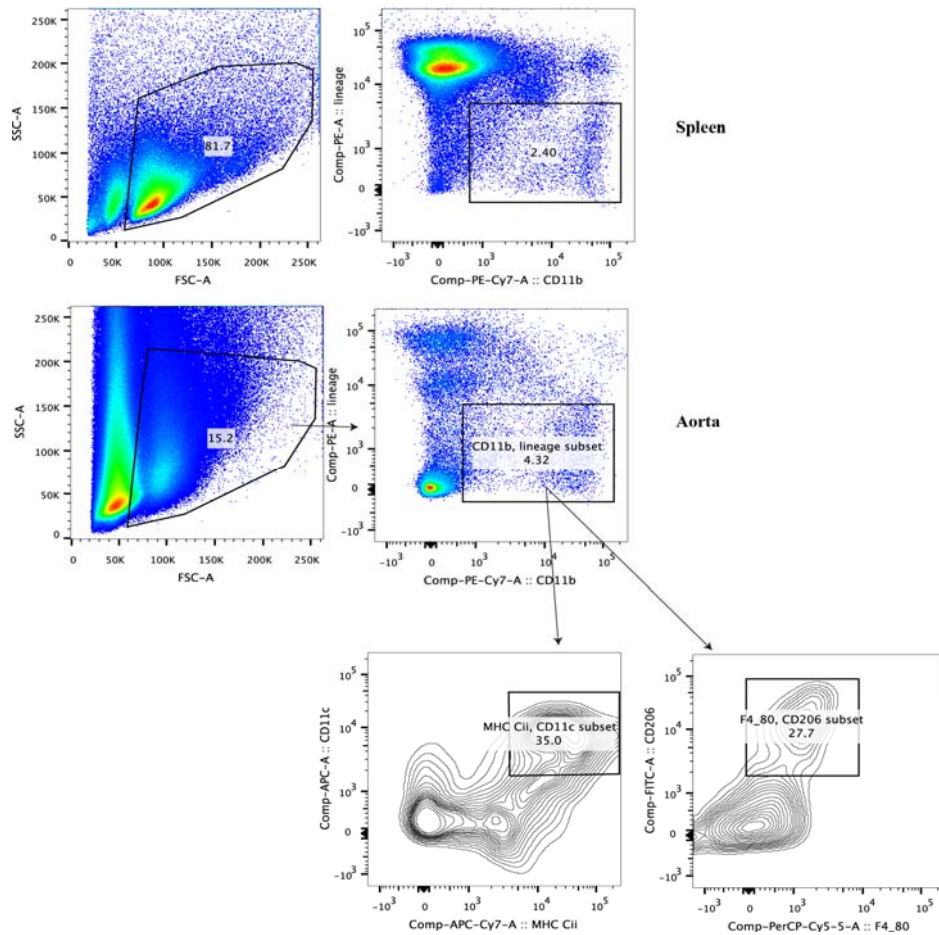 250K
200K
150K
100K
50K
0
SSC-A
81.7
0 50K 100K 150K 200K 250K
FSC-A
10^5
10^4
10^3
0
-10^3
Comp-PE-A :: lineage
2.40
-10^3 0 10^3 10^4 10^5
Comp-PE-Cy7-A :: CD11b
Spleen
250K
200K
150K
100K
50K
0
SSC-A
15.2
0 50K 100K 150K 200K 250K
FSC-A
10^5
10^4
10^3
0
-10^3
Comp-PE-A :: lineage
CD11b, lineage subset
4.32
-10^3 0 10^3 10^4 10^5
Comp-PE-Cy7-A :: CD11b
Aorta
10^5
10^4
10^3
0
-10^3
Comp-APC-A :: CD11c
MHC Cii, CD11c subset
35.0
-10^3 0 10^3 10^4 10^5
Comp-APC-Cy7-A :: MHC Cii
10^5
10^4
10^3
0
-10^3
Comp-FITC-A :: CD206
F4_80, CD206 subset
27.7
-10^3 0 10^3 10^4 10^5
Comp-PerCP-Cy5-5-A :: F4_80